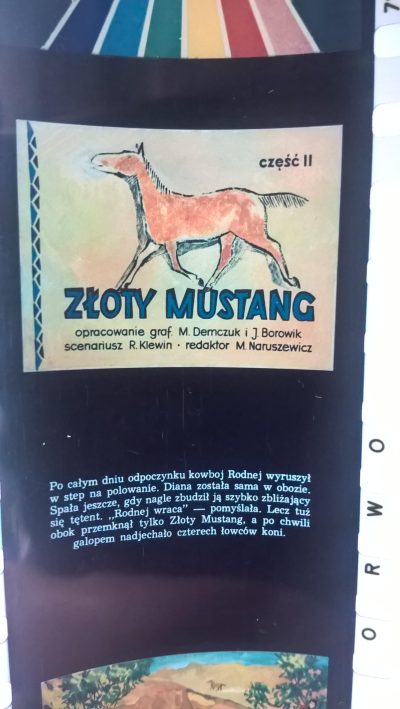 część II
ZŁOTY MUSTANG
opracowanie graf. M. Demczuk i J. Borowik
scenariusz R. Klewin · redaktor M. Naruszewicz
Po całym dniu odpoczynku kowboj Rodnej wyruszył
w step na polowanie. Diana została sama w obozie.
Spała jeszcze, gdy nagle zbudził ją szybko zbliżający
się tętent. „Rodnej wraca" — pomyślała. Lecz tuż
obok przemknął tylko Złoty Mustang, a po chwili
galopem nadjechało czterech łowców koni.
ORWO